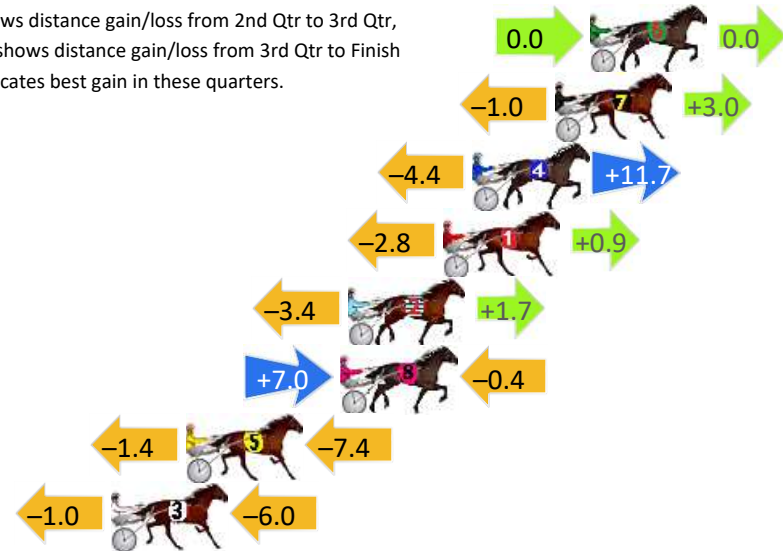 ws distance gain/loss from 2nd Qtr to 3rd Qtr,
shows distance gain/loss from 3rd Qtr to Finish
cates best gain in these quarters.
0.0 6 0.0
–1.0 7 +3.0
–4.4 4 +11.7
–2.8 1 +0.9
–3.4 2 +1.7
+7.0 8 –0.4
–1.4 5 –7.4
–1.0 3 –6.0